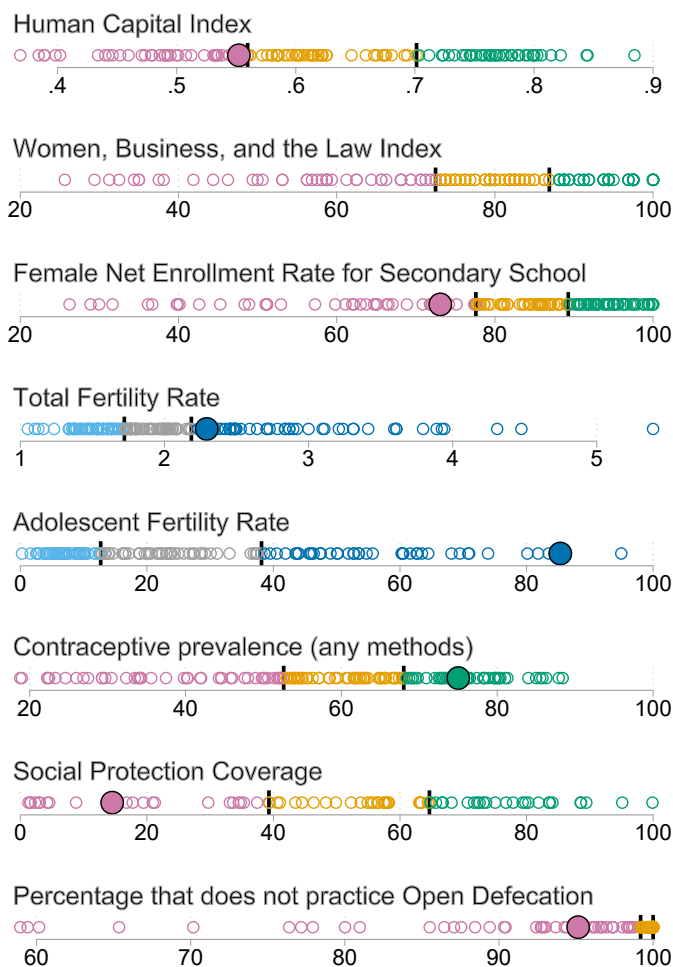 Human Capital Index
.4 .5 .6 .7 .8 .9
Women, Business, and the Law Index
20 40 60 80 100
Female Net Enrollment Rate for Secondary School
20 40 60 80 100
Total Fertility Rate
1 2 3 4 5
Adolescent Fertility Rate
0 20 40 60 80 100
Contraceptive prevalence (any methods)
20 40 60 80 100
Social Protection Coverage
0 20 40 60 80 100
Percentage that does not practice Open Defecation
60 70 80 90 100